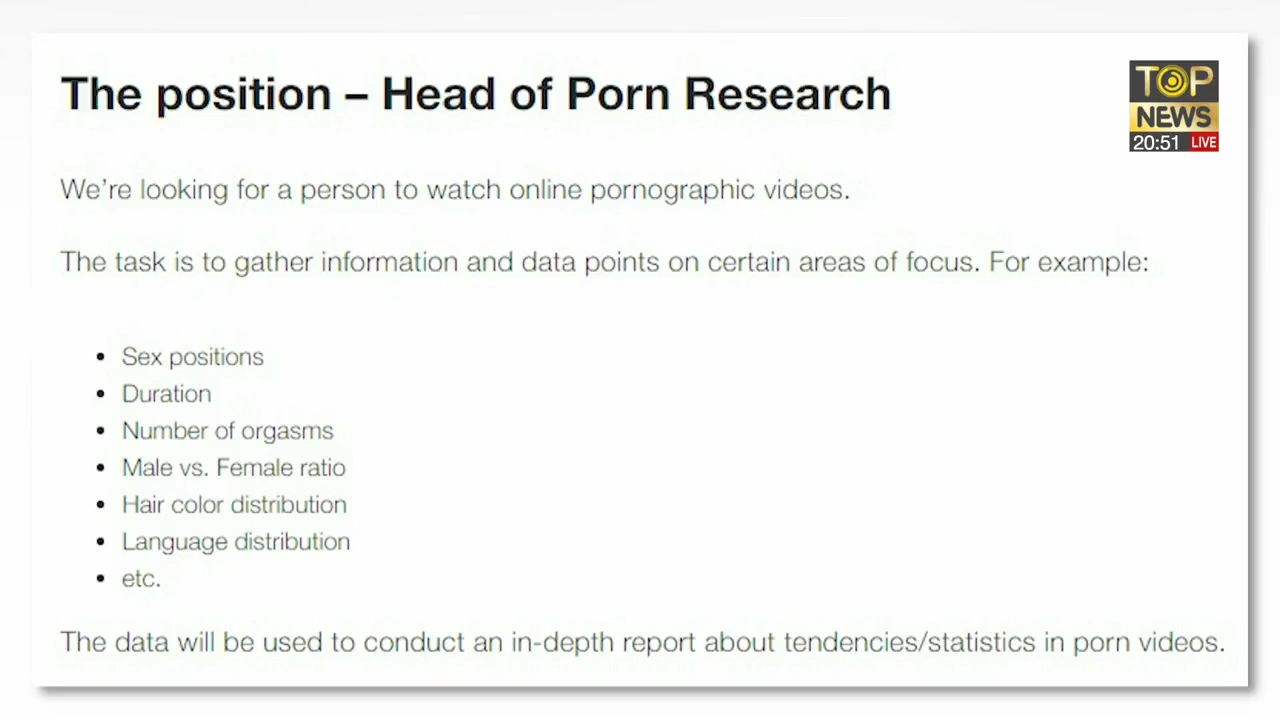 The position – Head of Porn Research
TOP
NEWS
20:51 LIVE
We're looking for a person to watch online pornographic videos.
The task is to gather information and data points on certain areas of focus. For example:
• Sex positions
• Duration
• Number of orgasms
• Male vs. Female ratio
• Hair color distribution
• Language distribution
• etc.
The data will be used to conduct an in-depth report about tendencies/statistics in porn videos.